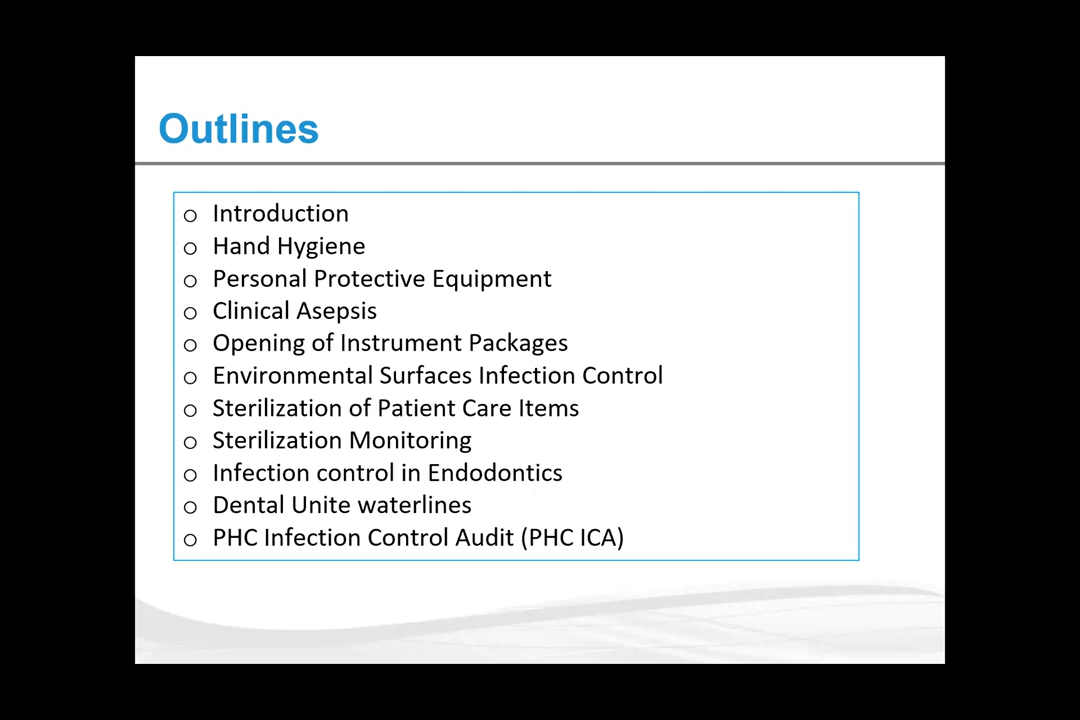 Outlines
o Introduction
o Hand Hygiene
o Personal Protective Equipment
o Clinical Asepsis
o Opening of Instrument Packages
o Environmental Surfaces Infection Control
o Sterilization of Patient Care Items
o Sterilization Monitoring
o Infection control in Endodontics
o Dental Unite waterlines
o PHC Infection Control Audit (PHC ICA)